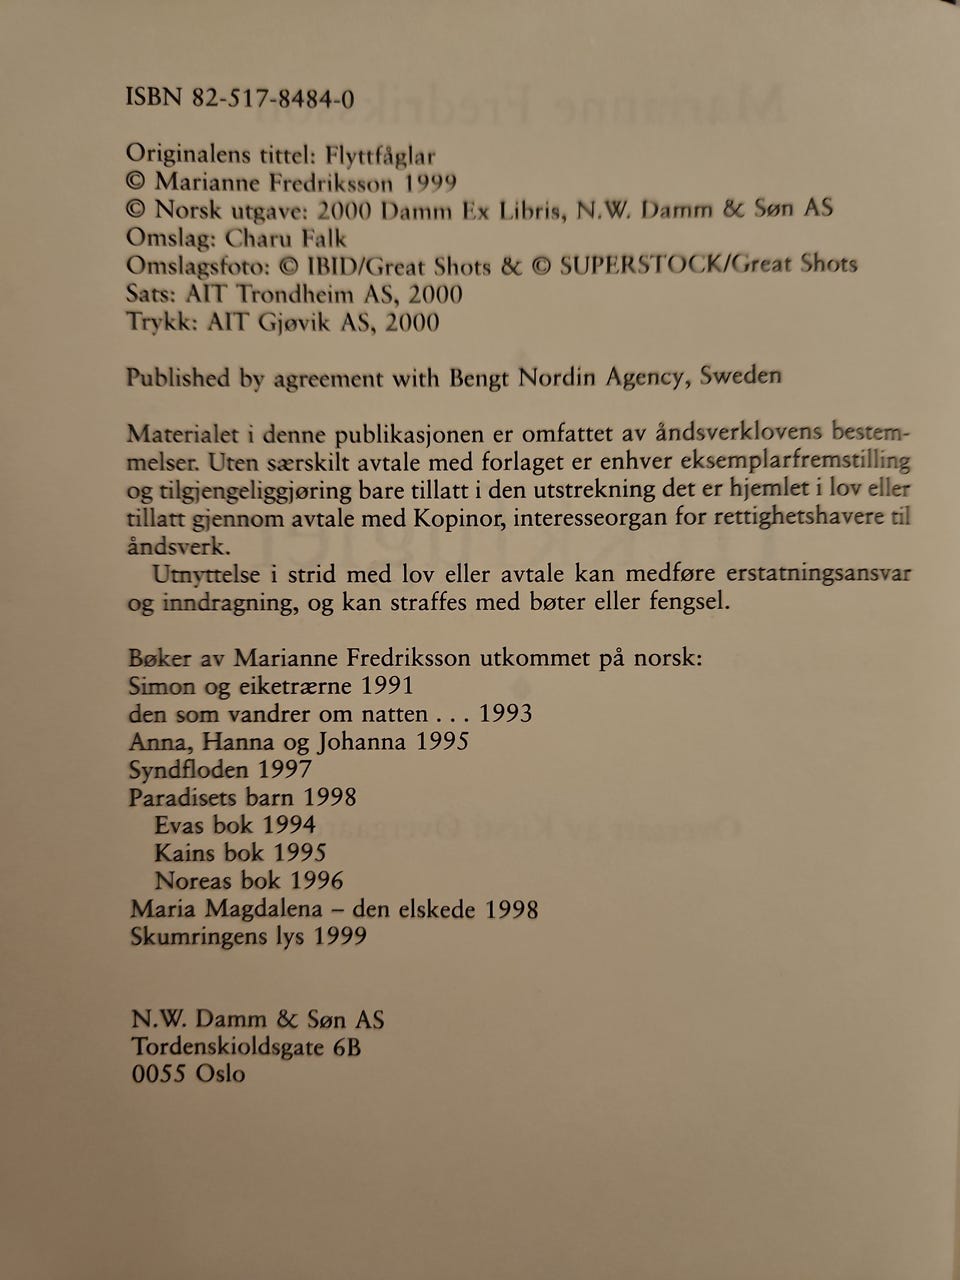 ISBN 82-517-8484-0
Originalens tittel: Flyttfåglar
© Marianne Fredriksson 1999
© Norsk utgave: 2000 Damm Ex Libris, N.W. Damm & Søn AS
Omslag: Charu Falk
Omslagsfoto: © IBID/Great Shots & © SUPERSTOCK/Great Shots
Sats: AIT Trondheim AS, 2000
Trykk: AIT Gjøvik AS, 2000
Published by agreement with Bengt Nordin Agency, Sweden
Materialet i denne publikasjonen er omfattet av åndsverklovens bestem-
melser. Uten særskilt avtale med forlaget er enhver eksemplarfremstilling
og tilgjengeliggjøring bare tillatt i den utstrekning det er hjemlet i lov eller
tillatt gjennom avtale med Kopinor, interesseorgan for rettighetshavere til
åndsverk.
Utnyttelse i strid med lov eller avtale kan medføre erstatningsansvar
og inndragning, og kan straffes med bøter eller fengsel.
Bøker av Marianne Fredriksson utkommet på norsk:
Simon og eiketrærne 1991
den som vandrer om natten . . . 1993
Anna, Hanna og Johanna 1995
Syndfloden 1997
Paradisets barn 1998
Evas bok 1994
Kains bok 1995
Noreas bok 1996
Maria Magdalena – den elskede 1998
Skumringens lys 1999
N.W. Damm & Søn AS
Tordenskioldsgate 6B
0055 Oslo